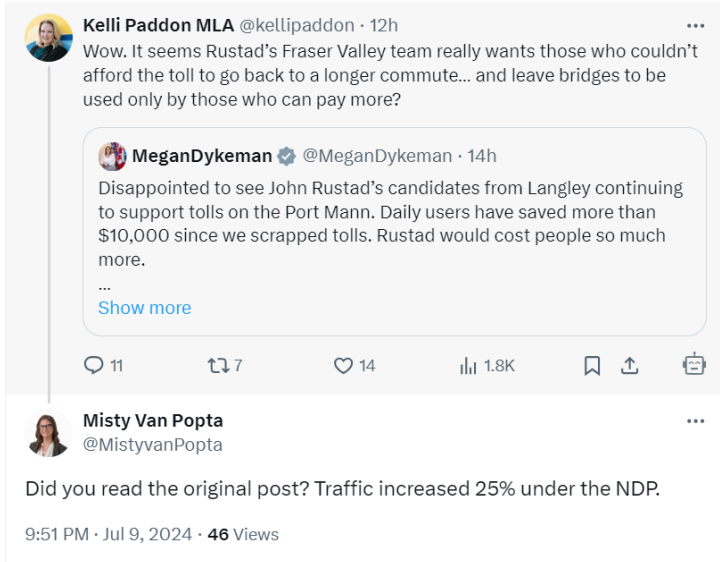 Kelli Paddon MLA @kellipaddon · 12h
Wow. It seems Rustad's Fraser Valley team really wants those who couldn't
afford the toll to go back to a longer commute... and leave bridges to be
used only by those who can pay more?
MeganDykeman @MeganDykeman · 14h
Disappointed to see John Rustad's candidates from Langley continuing
to support tolls on the Port Mann. Daily users have saved more than
$10,000 since we scrapped tolls. Rustad would cost people so much
more.
...
Show more
11 7 14 1.8K
Misty Van Popta
@MistyvanPopta
Did you read the original post? Traffic increased 25% under the NDP.
9:51 PM · Jul 9, 2024 · 46 Views